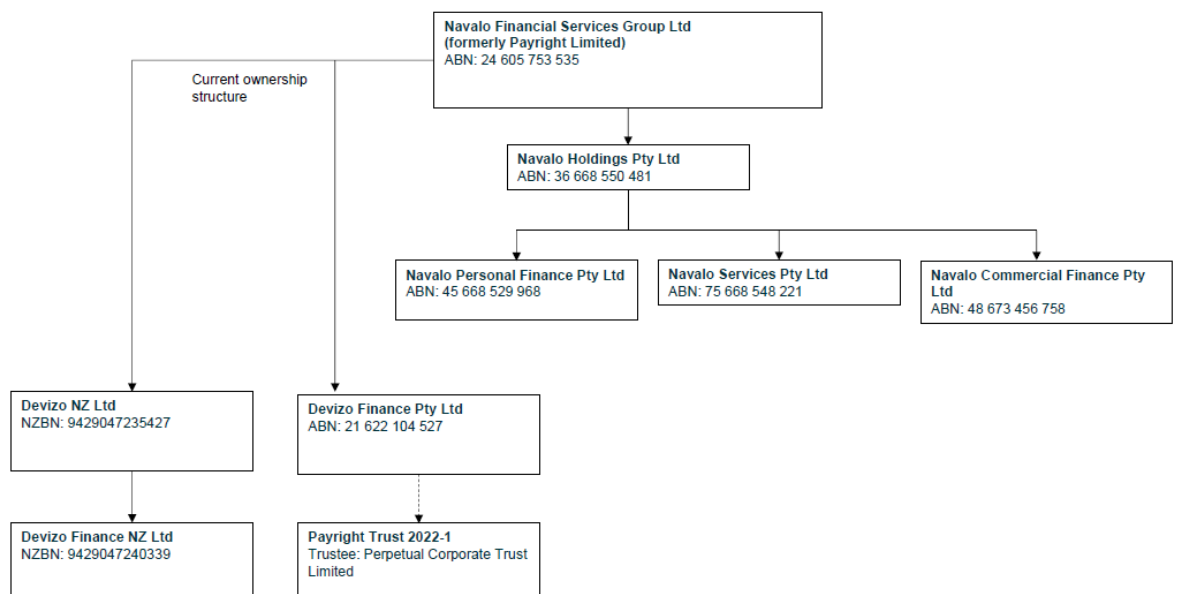 Navalo Financial Services Group Ltd
(formerly Payright Limited)
ABN: 24 605 753 535
Current ownership
structure
Navalo Holdings Pty Ltd
ABN: 36 668 550 481
Navalo Personal Finance Pty Ltd
ABN: 45 668 529 968
Navalo Services Pty Ltd
ABN: 75 668 548 221
Navalo Commercial Finance Pty
Ltd
ABN: 48 673 456 758
Devizo NZ Ltd
NZBN: 9429047235427
Devizo Finance Pty Ltd
ABN: 21 622 104 527
Devizo Finance NZ Ltd
NZBN: 9429047240339
Payright Trust 2022-1
Trustee: Perpetual Corporate Trust
Limited